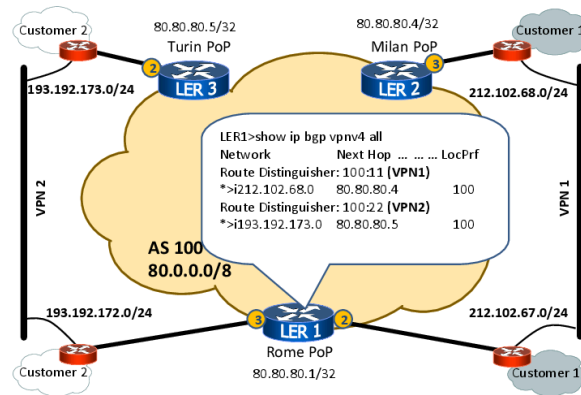 80.80.80.5/32
80.80.80.4/32
Customer 2
Turin PoP
Milan PoP
Customer 1
2
3
LER 3
LER 2
193.192.173.0/24
212.102.68.0/24
LER1>show ip bgp vpnv4 all
Network Next Hop ... ... ... LocPrf
Route Distinguisher: 100:11 (VPN1)
*>i212.102.68.0 80.80.80.4 100
Route Distinguisher: 100:22 (VPN2)
*>i193.192.173.0 80.80.80.5 100
VPN 2
VPN 1
AS 100
80.0.0.0/8
193.192.172.0/24
212.102.67.0/24
3
2
LER 1
Rome PoP
Customer 2
Customer 1
80.80.80.1/32